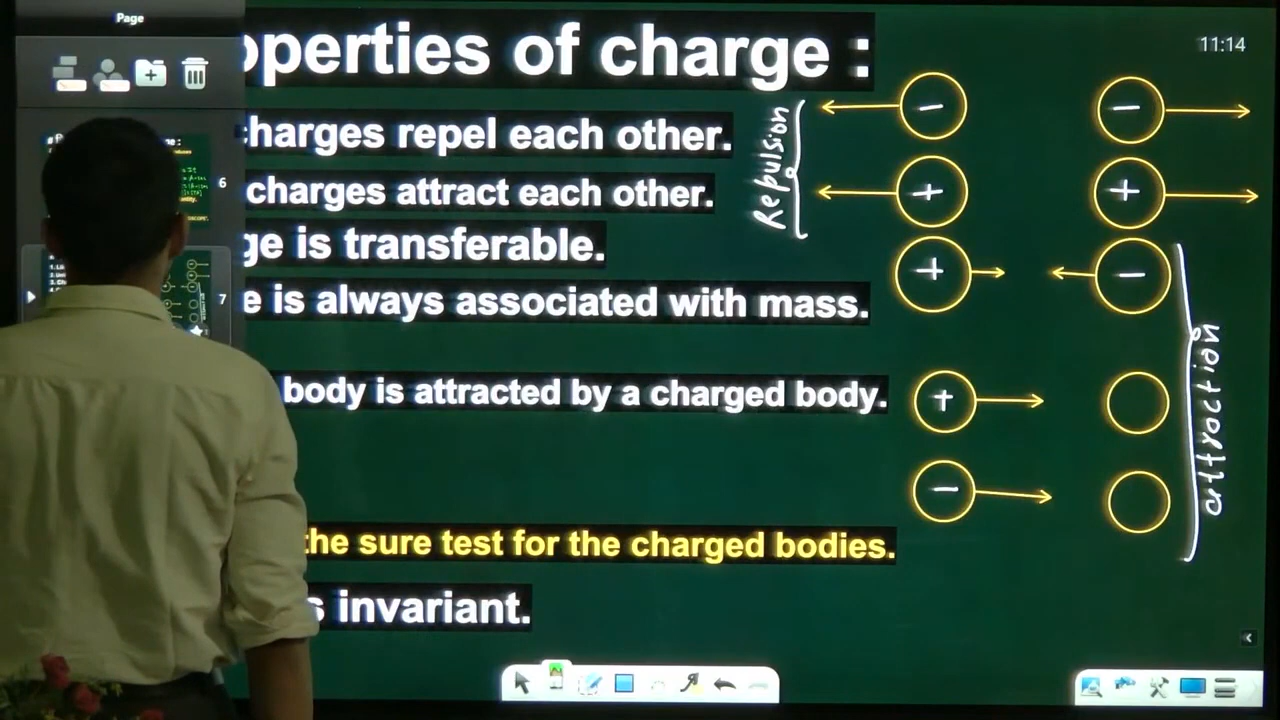 Page
operties of charge :
11:14
charges repel each other.
charges attract each other.
ge is transferable.
e is always associated with mass.
body is attracted by a charged body.
the sure test for the charged bodies.
s invariant.
Repulsion
attraction
- -
+ +
+ -
+
-
6
7